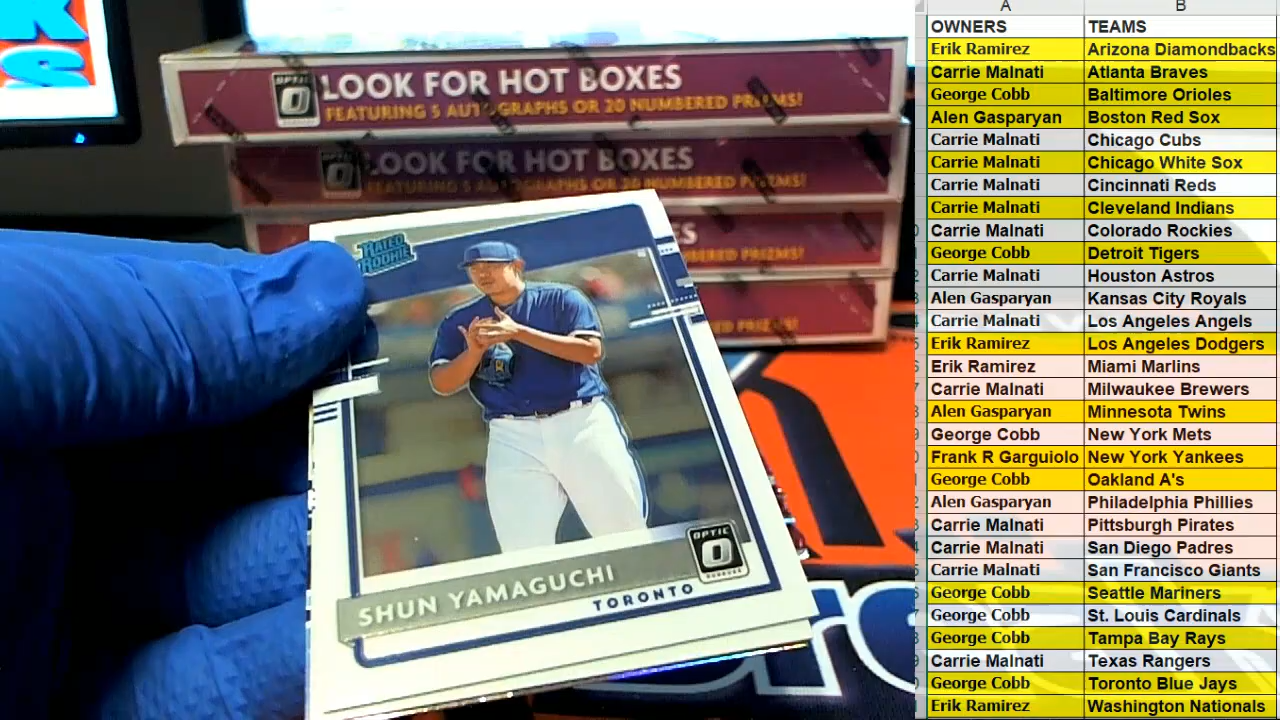 KS
OPTIC
LOOK FOR HOT BOXES
FEATURING 5 AUTOGRAPHS OR 20 NUMBERED PRIZMS!
LOOK FOR HOT BOXES
FEATURING 5 AUTOGRAPHS OR 20 NUMBERED PRIZMS!
ES
PRIZMS!
PRIZMS!
RATED
ROOKIE
OPTIC
DONRUSS
SHUN YAMAGUCHI
TORONTO
A B
OWNERS TEAMS
Erik Ramirez Arizona Diamondbacks
Carrie Malnati Atlanta Braves
George Cobb Baltimore Orioles
Alen Gasparyan Boston Red Sox
Carrie Malnati Chicago Cubs
Carrie Malnati Chicago White Sox
Carrie Malnati Cincinnati Reds
Carrie Malnati Cleveland Indians
Carrie Malnati Colorado Rockies
George Cobb Detroit Tigers
Carrie Malnati Houston Astros
Alen Gasparyan Kansas City Royals
Carrie Malnati Los Angeles Angels
Erik Ramirez Los Angeles Dodgers
Erik Ramirez Miami Marlins
Carrie Malnati Milwaukee Brewers
Alen Gasparyan Minnesota Twins
George Cobb New York Mets
Frank R Garguiolo New York Yankees
George Cobb Oakland A's
Alen Gasparyan Philadelphia Phillies
Carrie Malnati Pittsburgh Pirates
Carrie Malnati San Diego Padres
Carrie Malnati San Francisco Giants
George Cobb Seattle Mariners
George Cobb St. Louis Cardinals
George Cobb Tampa Bay Rays
Carrie Malnati Texas Rangers
George Cobb Toronto Blue Jays
Erik Ramirez Washington Nationals